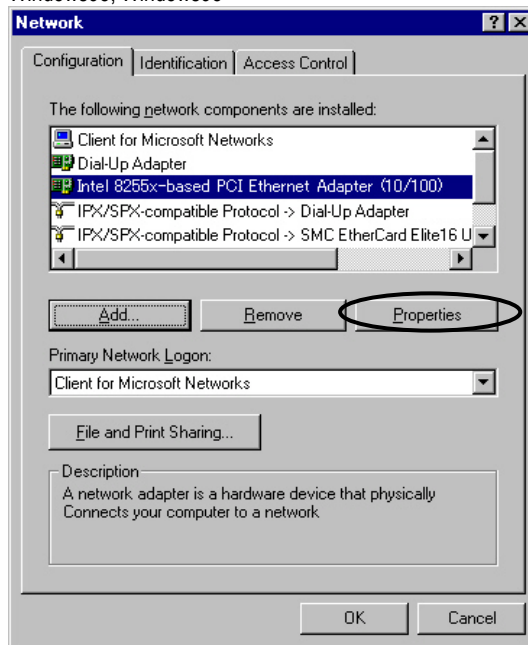 Network
Configuration Identification Access Control
The following network components are installed:
Client for Microsoft Networks
Dial-Up Adapter
Intel 8255x-based PCI Ethernet Adapter (10/100)
IPX/SPX-compatible Protocol -> Dial-Up Adapter
IPX/SPX-compatible Protocol -> SMC EtherCard Elite16 U
Add... Remove Properties
Primary Network Logon:
Client for Microsoft Networks
File and Print Sharing...
Description
A network adapter is a hardware device that physically
Connects your computer to a network
OK Cancel